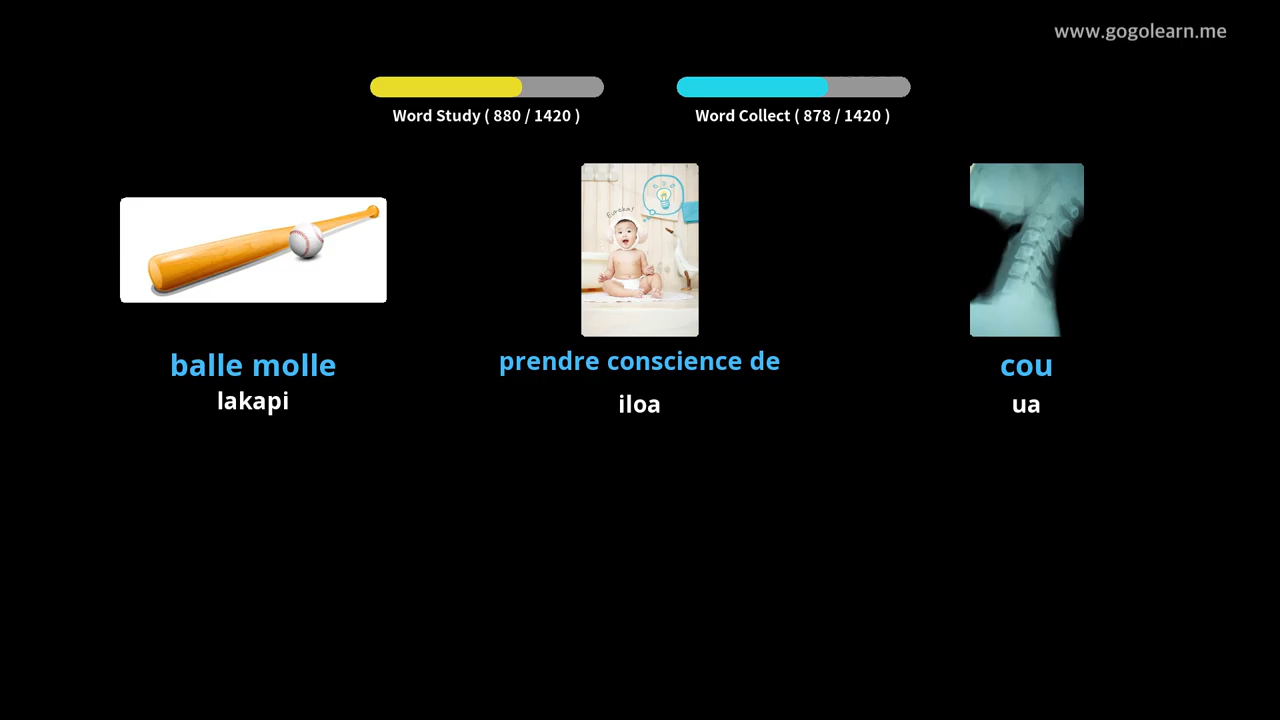 www.gogolearn.me
Word Study ( 880 / 1420 )
Word Collect ( 878 / 1420 )
Eureka!
balle molle
prendre conscience de
cou
lakapi
iloa
ua